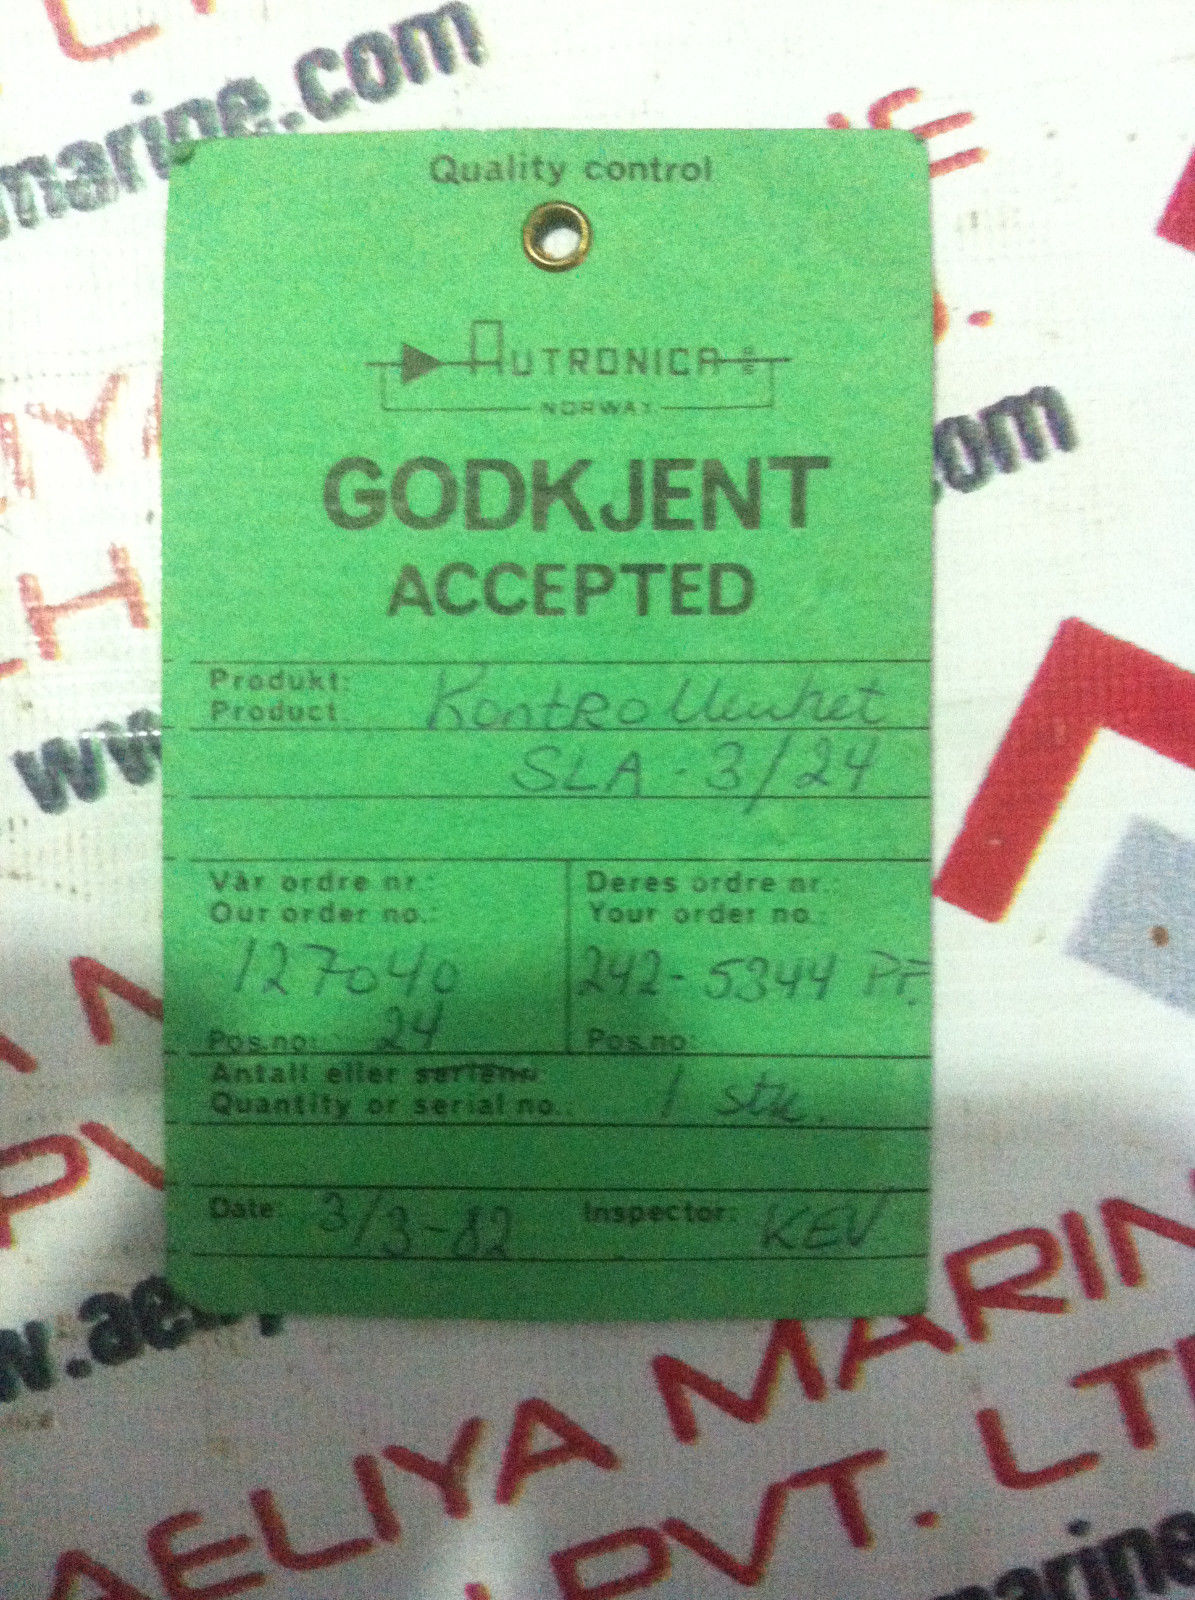 marine.com
Quality control
AUTRONICA A/S
NORWAY
GODKJENT
ACCEPTED
Produkt:
Product: Kontrollenhet
SLA - 3/24
Vår ordre nr.:
Our order no.:
127040
Pos.no: 24
Deres ordre nr.:
Your order no.:
242-5344 PF.
Pos.no:
Antall eller serienr.
Quantity or serial no.: 1 stk.
Date: 3/3-82
Inspector: KEV
AELIYA MARIN
PVT. LT
marine